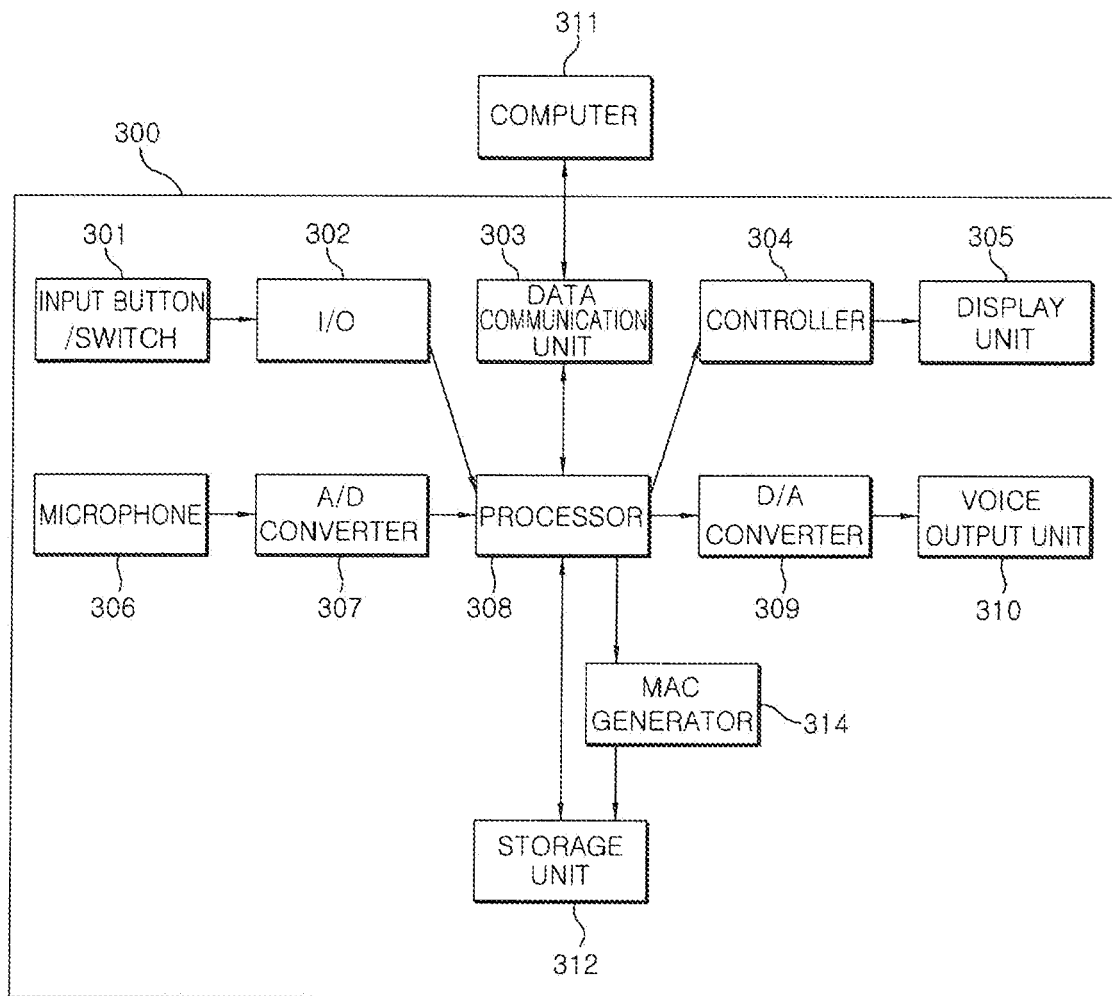 311
COMPUTER
300
301
302
303
304
305
INPUT BUTTON
/SWITCH
I/O
DATA
COMMUNICATION
UNIT
CONTROLLER
DISPLAY
UNIT
MICROPHONE
A/D
CONVERTER
PROCESSOR
D/A
CONVERTER
VOICE
OUTPUT UNIT
306
307
308
309
310
MAC
GENERATOR
314
STORAGE
UNIT
312